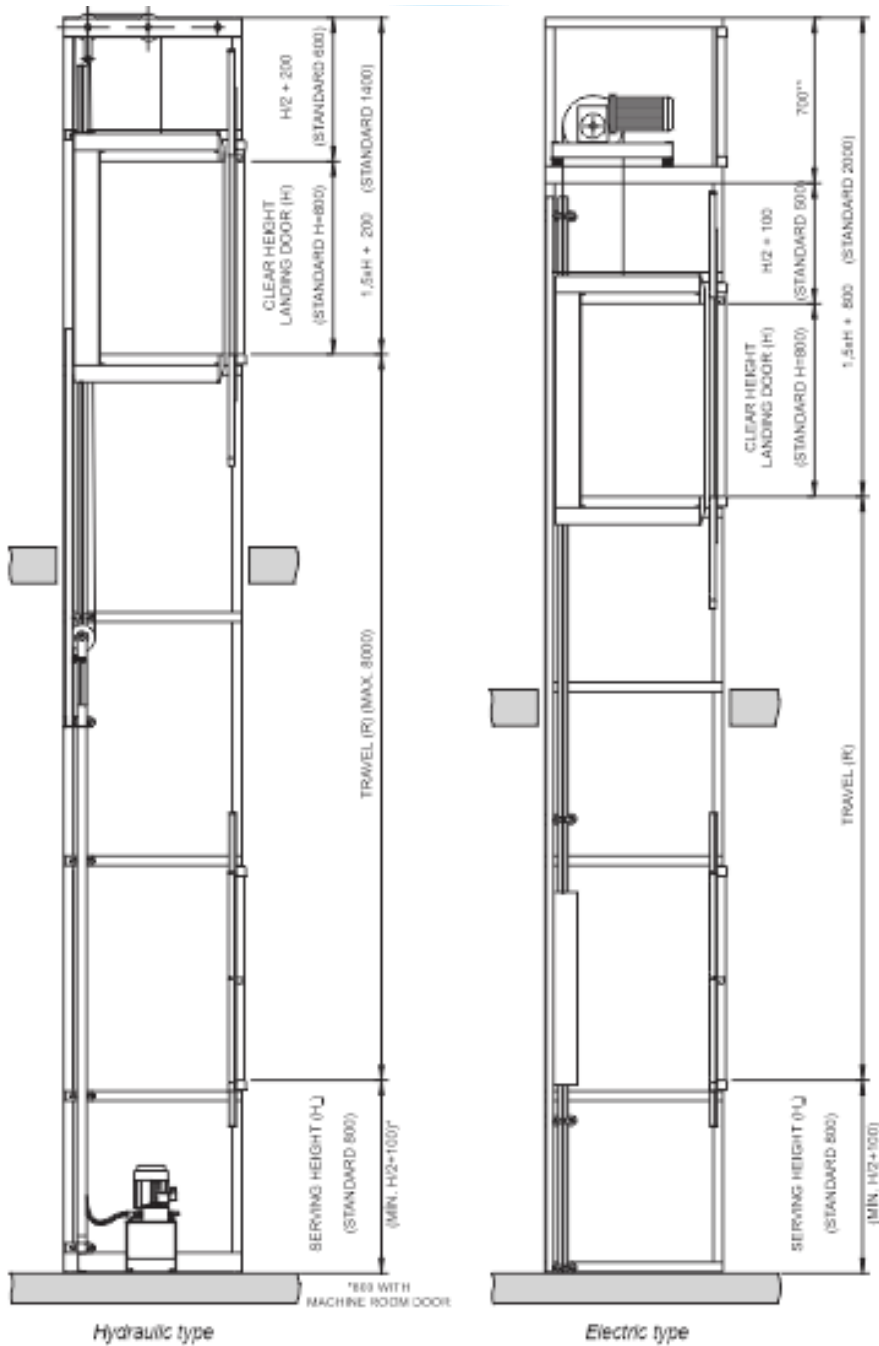 H/2 + 200
(STANDARD 600)
CLEAR HEIGHT
LANDING DOOR (H)
(STANDARD H=800)
1,5xH + 200 (STANDARD 1400)
TRAVEL (R) (MAX. 8000)
SERVING HEIGHT (H_)
(STANDARD 800)
(MIN. H/2+100)*
WITH
MACHINE ROOM DOOR
Hydraulic type
700**
H/2 + 100
(STANDARD 500)
CLEAR HEIGHT
LANDING DOOR (H)
(STANDARD H=800)
1,5xH + 800 (STANDARD 2000)
TRAVEL (R)
SERVING HEIGHT (H_)
(STANDARD 800)
(MIN. H/2+100)
Electric type